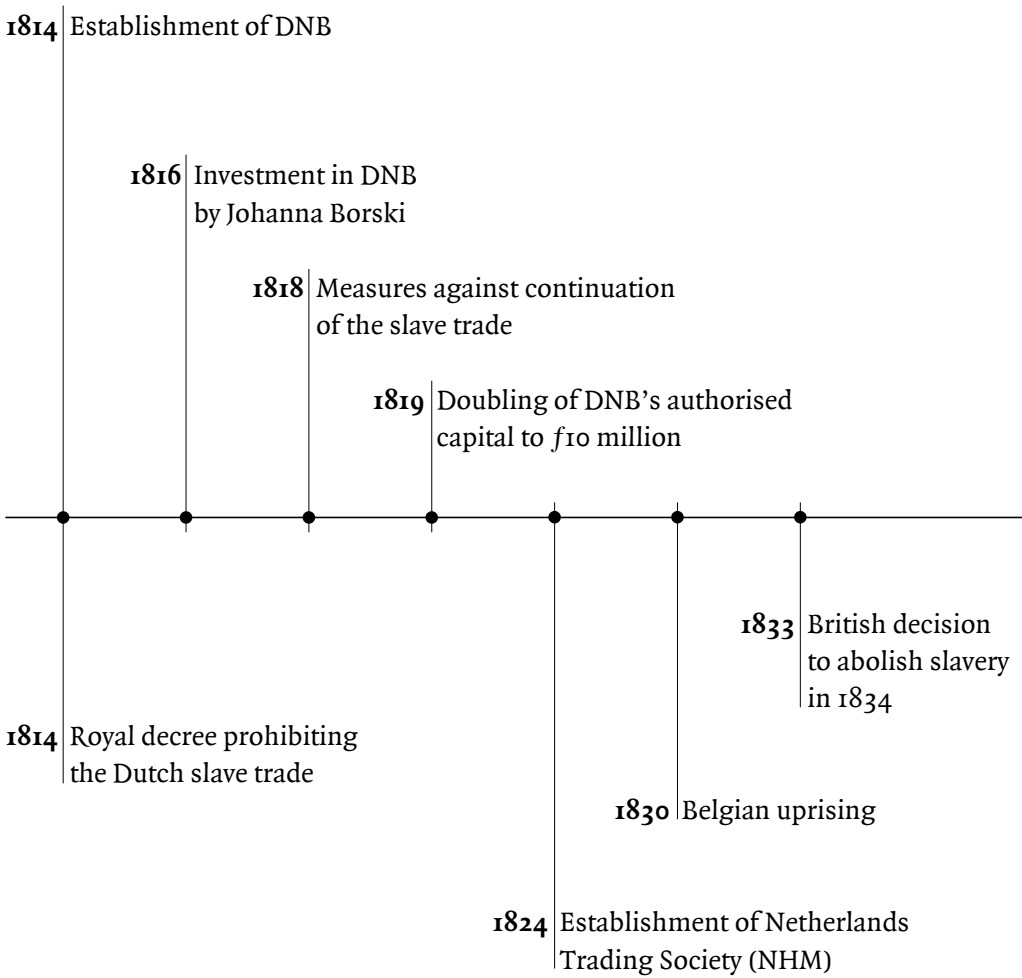 1814 Establishment of DNB
1816 Investment in DNB
by Johanna Borski
1818 Measures against continuation
of the slave trade
1819 Doubling of DNB’s authorised
capital to ƒ10 million
1833 British decision
to abolish slavery
in 1834
1814 Royal decree prohibiting
the Dutch slave trade
1830 Belgian uprising
1824 Establishment of Netherlands
Trading Society (NHM)